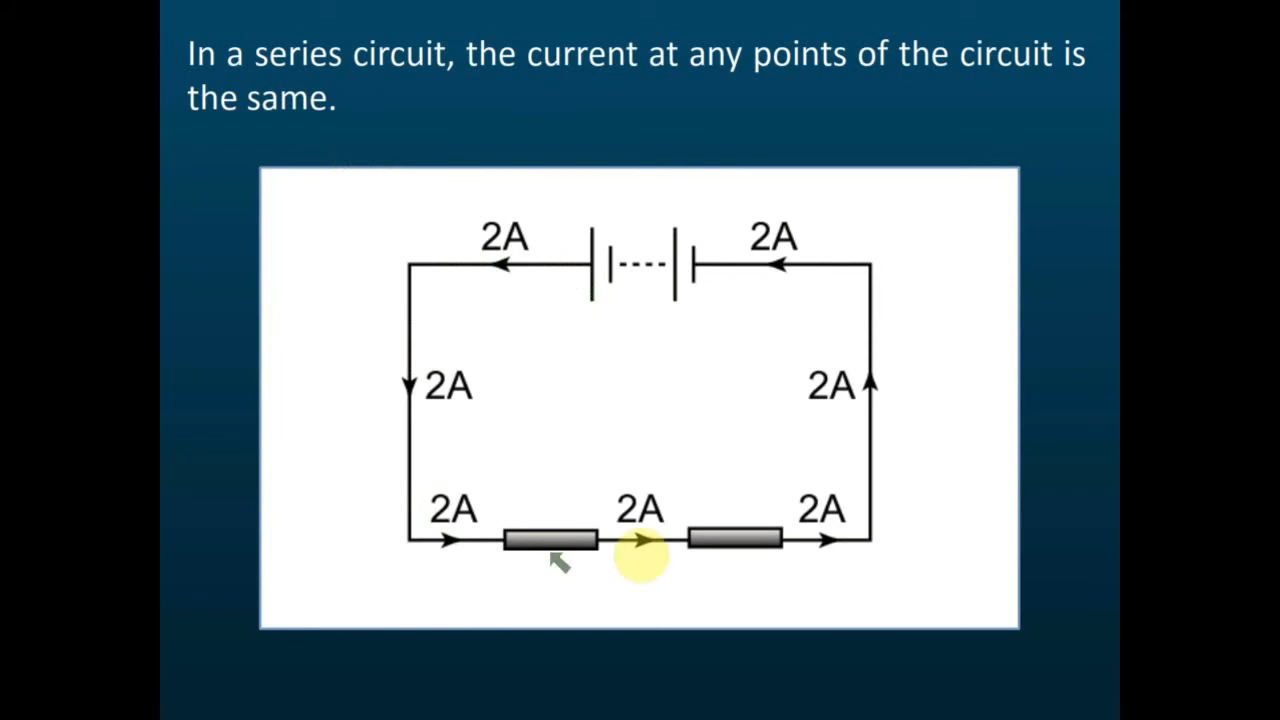 In a series circuit, the current at any points of the circuit is
the same.
2A
2A
2A
2A
2A
2A
2A